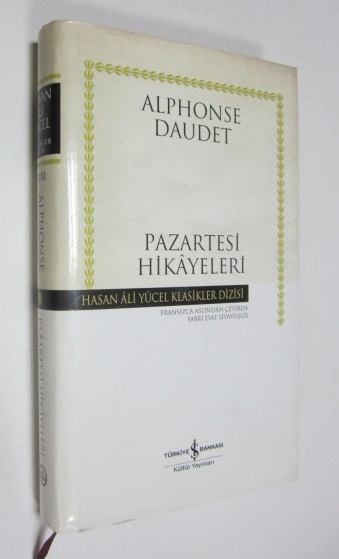 ALPHONSE
DAUDET
PAZARTESİ
HİKÂYELERİ
HASAN ÂLİ YÜCEL KLASİKLER DİZİSİ
FRANSIZCA ASLINDAN ÇEVİREN:
SABRİ ESAT SİYAVUŞGİL
TÜRKİYE İŞ BANKASI
Kültür Yayınları
ALPHONSE
PAZARTESİ HİKÂYELERİ